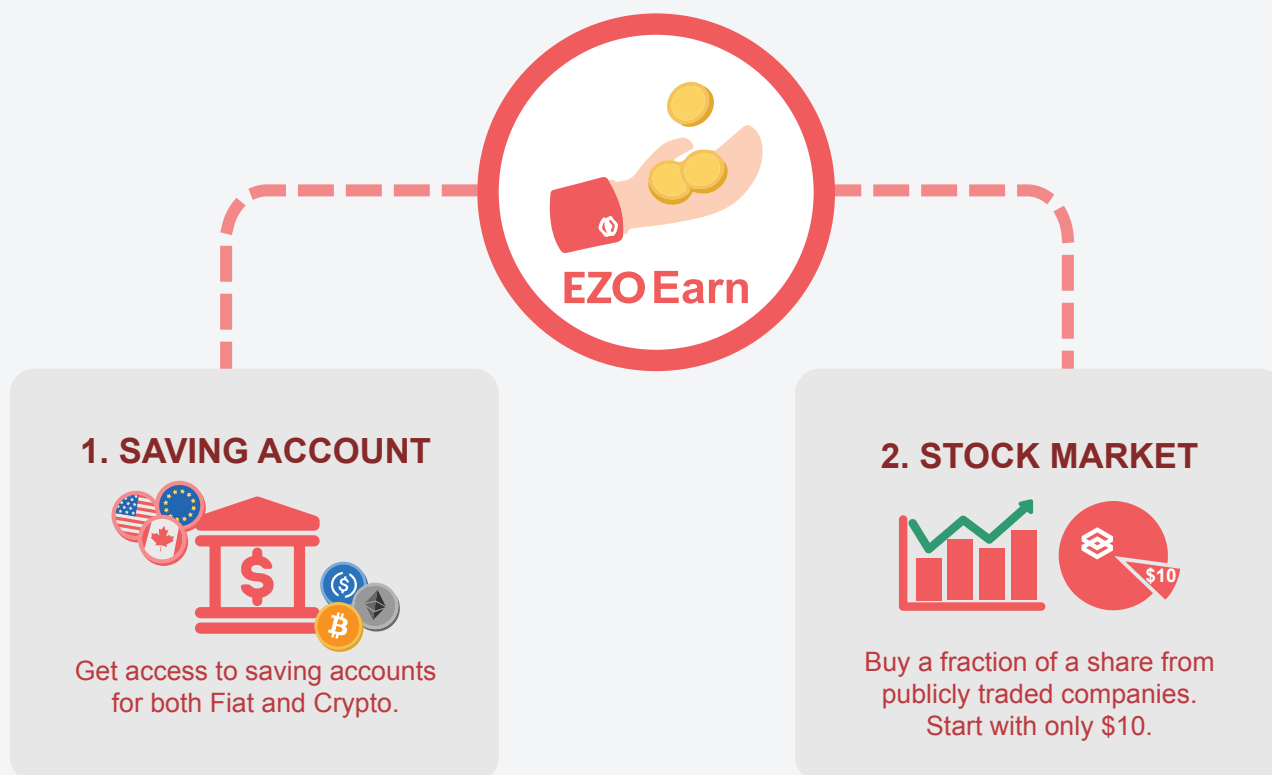 EZO Earn
1. SAVING ACCOUNT
$
$
Get access to saving accounts
for both Fiat and Crypto.
2. STOCK MARKET
$10
Buy a fraction of a share from
publicly traded companies.
Start with only $10.